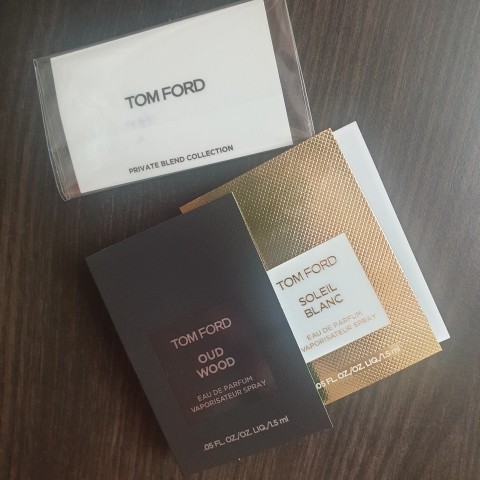 TOM FORD
PRIVATE BLEND COLLECTION
TOM FORD
SOLEIL
BLANC
EAU DE PARFUM
VAPORISATEUR SPRAY
.05 FL. OZ./OZ. LIQ./1.5 ml
TOM FORD
OUD
WOOD
EAU DE PARFUM
VAPORISATEUR SPRAY
.05 FL. OZ./OZ. LIQ./1.5 ml